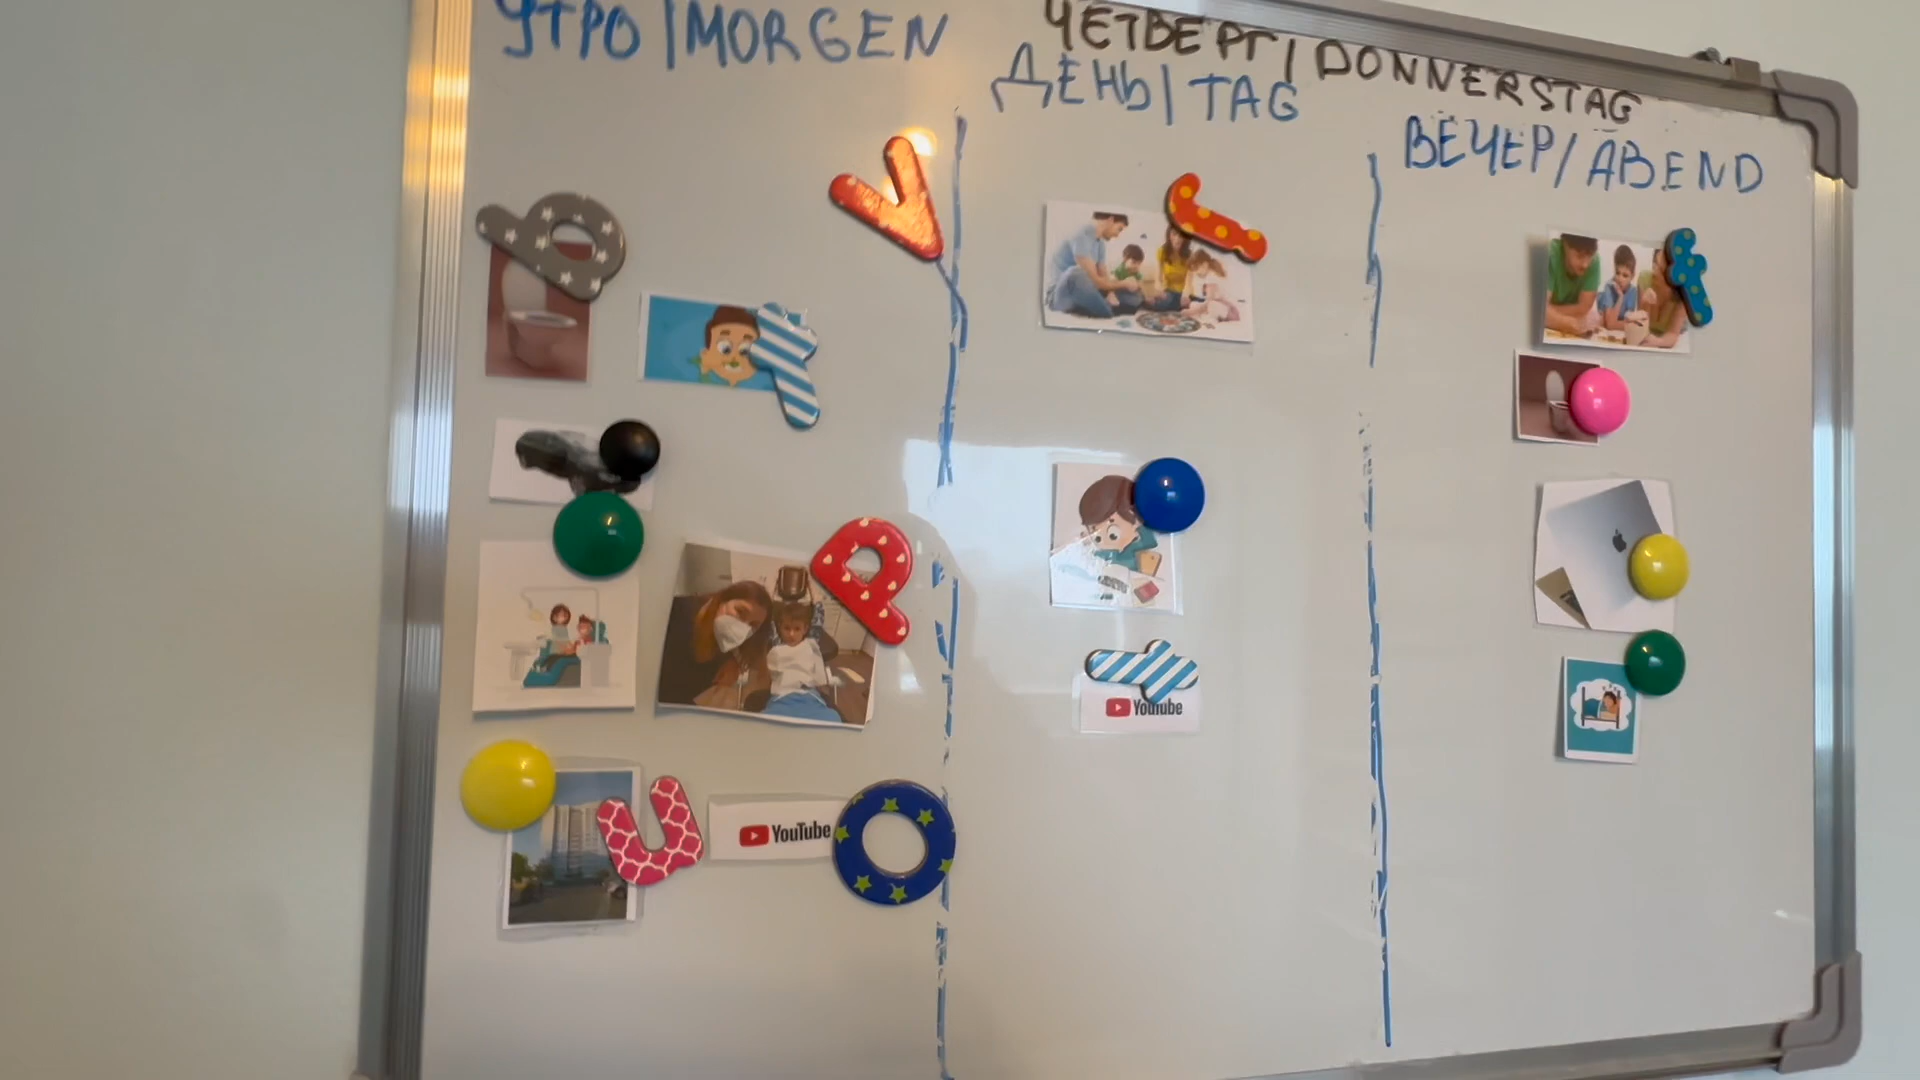 УТРО | MORGEN
ЧЕТВЕРГ | DONNERSTAG
ДЕНЬ | TAG
ВЕЧЕР / ABEND
YouTube
YouTube